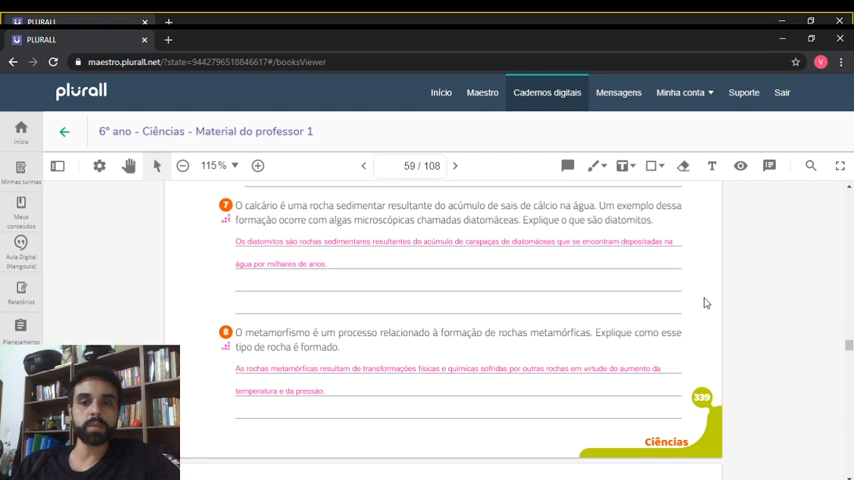 PLURALL
PLURALL
maestro.plurall.net/?state=9442796518846617#/booksViewer
V
plurall
Início
Maestro
Cadernos digitais
Mensagens
Minha conta
Suporte
Sair
Início
6º ano - Ciências - Material do professor 1
Minhas turmas
115%
59 / 108
T
Meus
conteúdos
Aula Digital
(Hangouts)
Relatórios
Planejamento
7 O calcário é uma rocha sedimentar resultante do acúmulo de sais de cálcio na água. Um exemplo dessa
formação ocorre com algas microscópicas chamadas diatomáceas. Explique o que são diatomitos.
Os diatomitos são rochas sedimentares resultantes do acúmulo de carapaças de diatomáceas que se encontram depositadas na
água por milhares de anos.
8 O metamorfismo é um processo relacionado à formação de rochas metamórficas. Explique como esse
tipo de rocha é formado.
As rochas metamórficas resultam de transformações físicas e químicas sofridas por outras rochas em virtude do aumento da
temperatura e da pressão.
339
Ciências